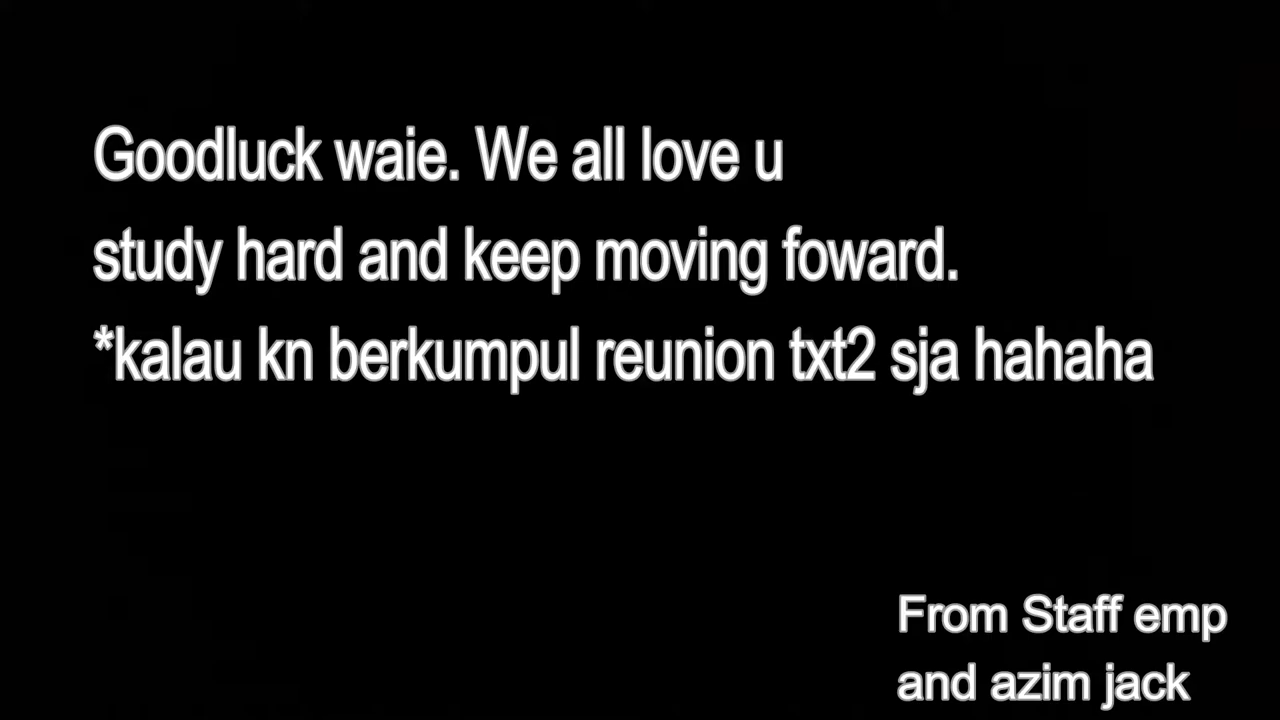 Goodluck waie. We all love u
study hard and keep moving foward.
*kalau kn berkumpul reunion txt2 sja hahaha
From Staff emp
and azim jack